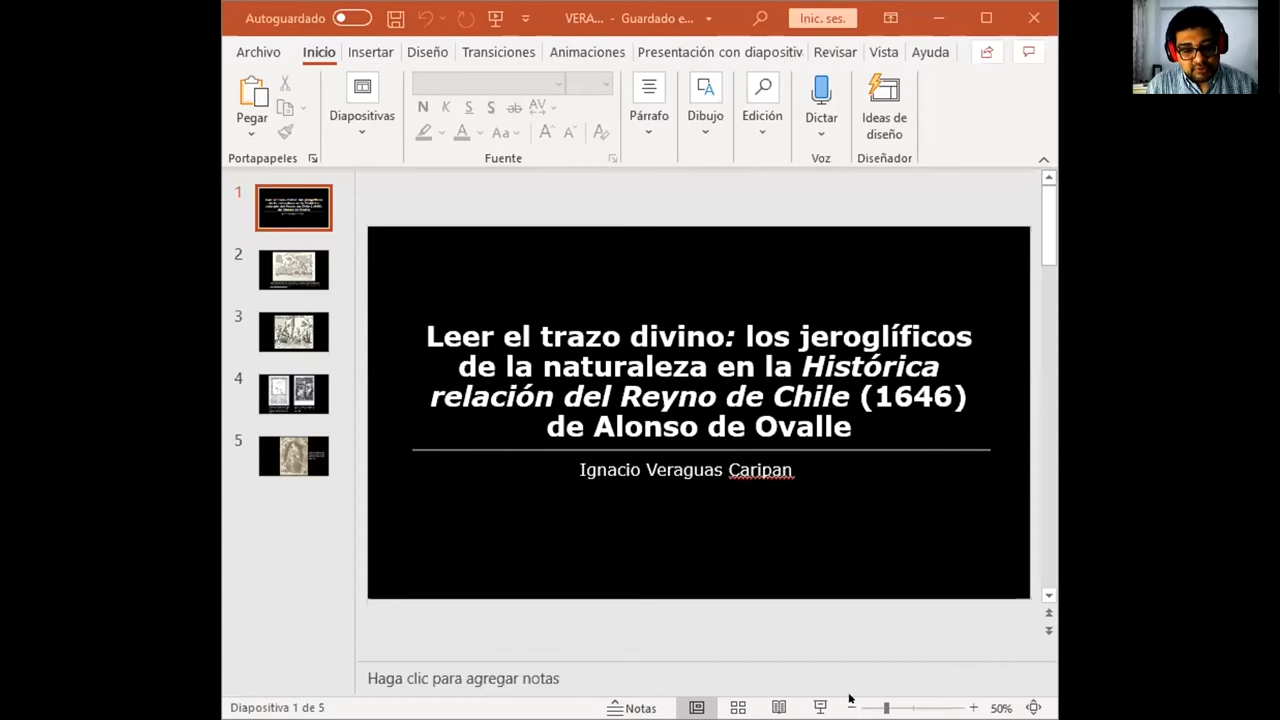 Autoguardado
VERA... - Guardado e...
Inic. ses.
Archivo
Inicio
Insertar
Diseño
Transiciones
Animaciones
Presentación con diapositiv
Revisar
Vista
Ayuda
Pegar
Diapositivas
N K S S ab AV
A Aa A A A
Párrafo
Dibujo
Edición
Dictar
Ideas de
diseño
Portapapeles
Fuente
Voz
Diseñador
1
2
3
4
5
Leer el trazo divino: los jeroglíficos
de la naturaleza en la Histórica
relación del Reyno de Chile (1646)
de Alonso de Ovalle
Ignacio Veraguas Caripan
Haga clic para agregar notas
Diapositiva 1 de 5
Notas
50%